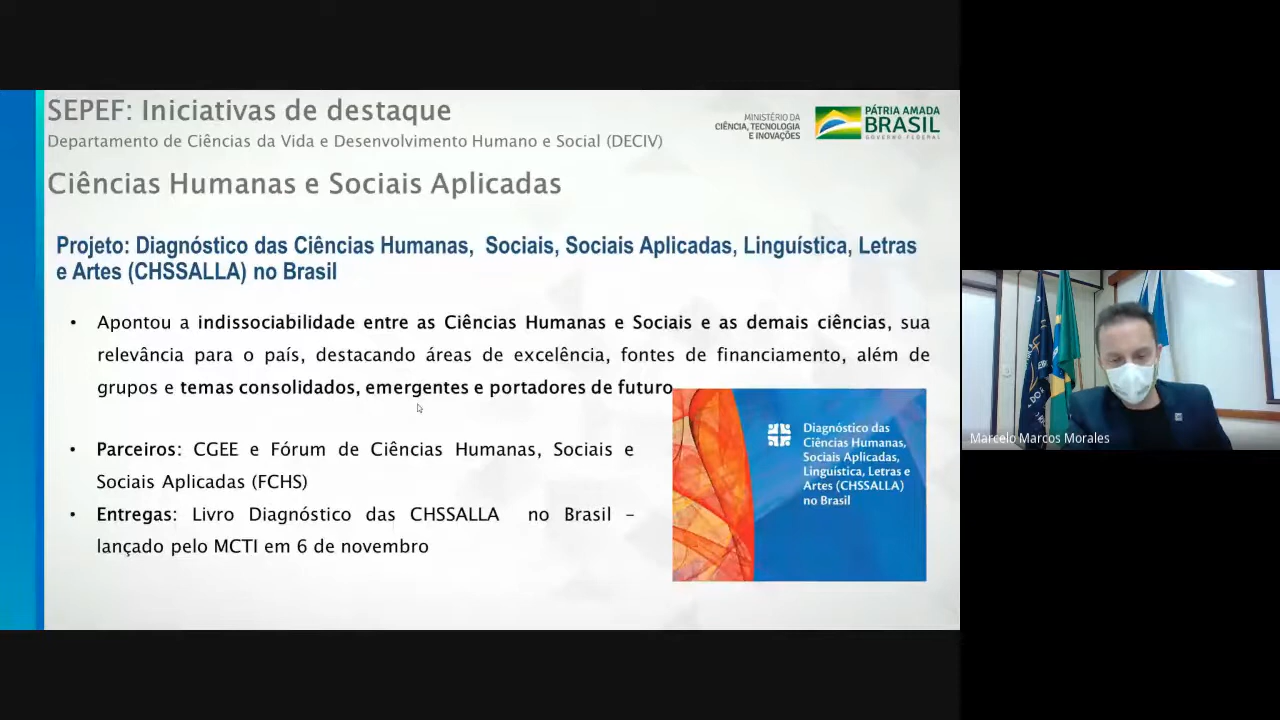 SEPEF: Iniciativas de destaque
Departamento de Ciências da Vida e Desenvolvimento Humano e Social (DECIV)
MINISTÉRIO DA
CIÊNCIA, TECNOLOGIA
E INOVAÇÕES
PÁTRIA AMADA
BRASIL
GOVERNO FEDERAL
Ciências Humanas e Sociais Aplicadas
Projeto: Diagnóstico das Ciências Humanas, Sociais, Sociais Aplicadas, Linguística, Letras
e Artes (CHSSALLA) no Brasil
• Apontou a indissociabilidade entre as Ciências Humanas e Sociais e as demais ciências, sua
relevância para o país, destacando áreas de excelência, fontes de financiamento, além de
grupos e temas consolidados, emergentes e portadores de futuro
• Parceiros: CGEE e Fórum de Ciências Humanas, Sociais e
Sociais Aplicadas (FCHS)
• Entregas: Livro Diagnóstico das CHSSALLA no Brasil –
lançado pelo MCTI em 6 de novembro
Diagnóstico das
Ciências Humanas,
Sociais Aplicadas,
Linguística, Letras e
Artes (CHSSALLA)
no Brasil
Marcelo Marcos Morales